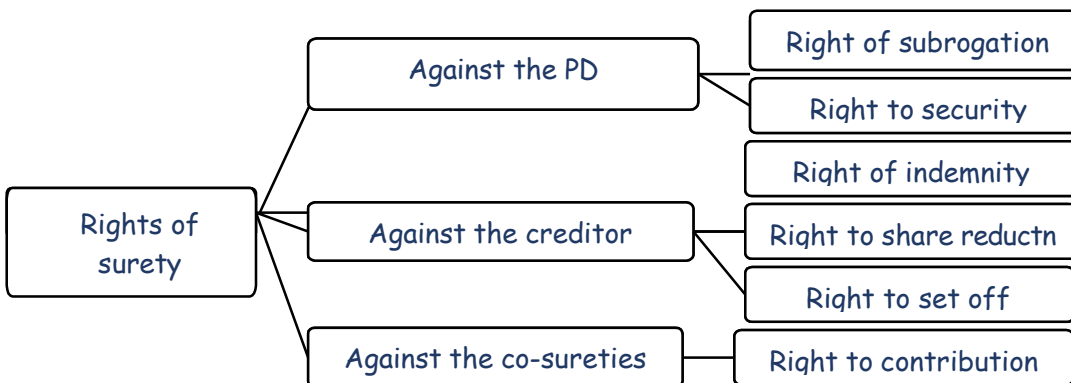 Rights of
surety
Against the PD
Right of subrogation
Right to security
Right of indemnity
Against the creditor
Right to share reductn
Right to set off
Against the co-sureties
Right to contribution